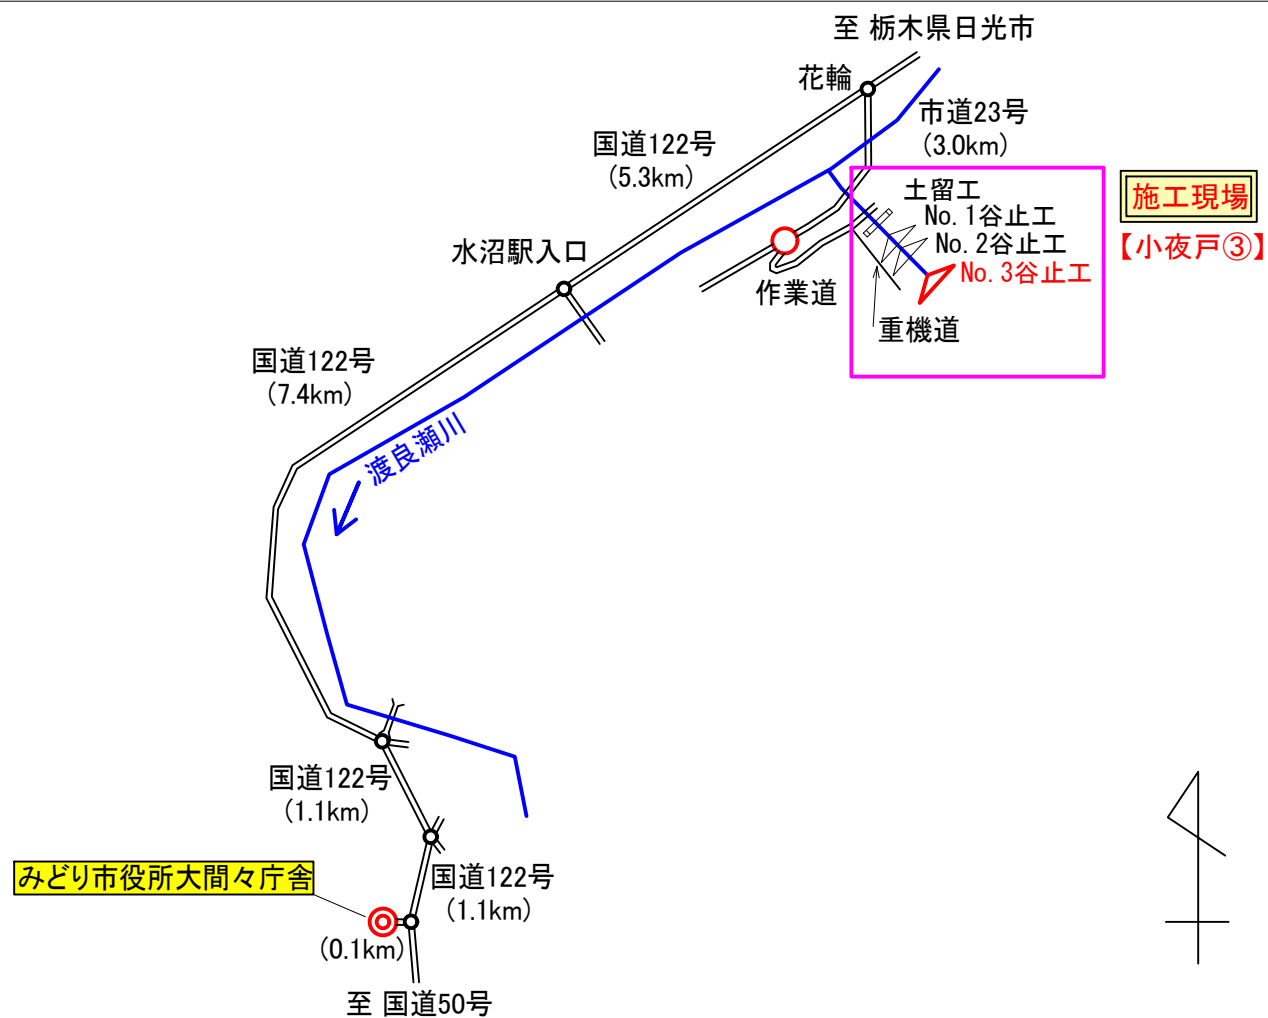 至 栃木県日光市
花輪
市道23号
(3.0km)
国道122号
(5.3km)
施工現場
【小夜戸③】
土留工
No.1谷止工
No.2谷止工
No.3谷止工
水沼駅入口
作業道
重機道
国道122号
(7.4km)
渡良瀬川
国道122号
(1.1km)
みどり市役所大間々庁舎
国道122号
(1.1km)
(0.1km)
至 国道50号